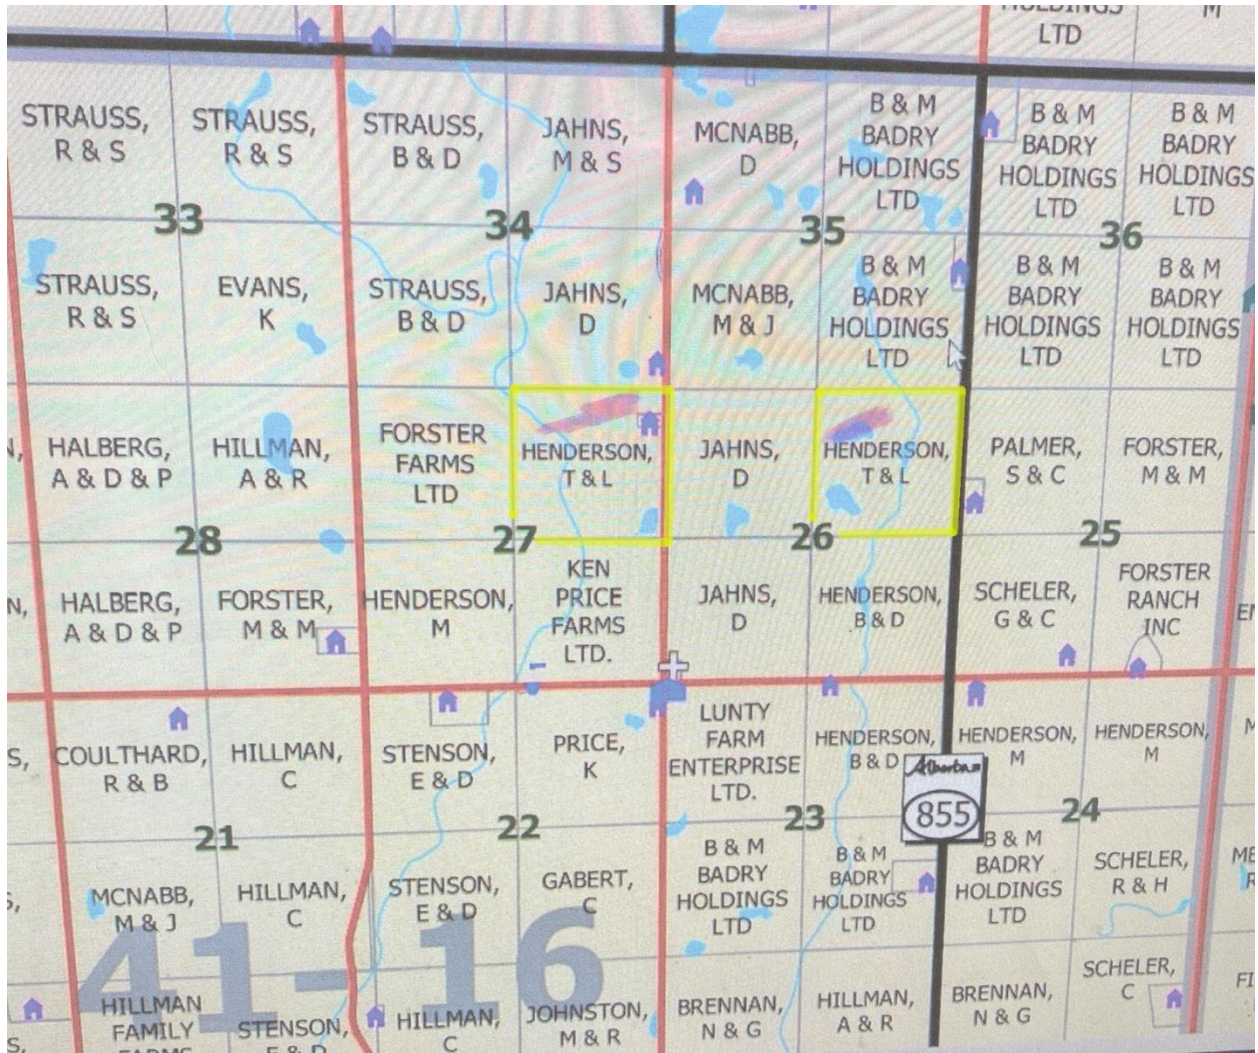 HOLDINGS
LTD
M
STRAUSS,
R & S
STRAUSS,
R & S
STRAUSS,
B & D
JAHNS,
M & S
MCNABB,
D
B & M
BADRY
HOLDINGS
LTD
B & M
BADRY
HOLDINGS
LTD
B & M
BADRY
HOLDINGS
LTD
33
34
35
36
STRAUSS,
R & S
EVANS,
K
STRAUSS,
B & D
JAHNS,
D
MCNABB,
M & J
B & M
BADRY
HOLDINGS
LTD
B & M
BADRY
HOLDINGS
LTD
B & M
BADRY
HOLDINGS
LTD
N,
HALBERG,
A & D & P
HILLMAN,
A & R
FORSTER
FARMS
LTD
HENDERSON,
T & L
JAHNS,
D
HENDERSON,
T & L
PALMER,
S & C
FORSTER,
M & M
28
27
26
25
N,
HALBERG,
A & D & P
FORSTER,
M & M
HENDERSON,
M
KEN
PRICE
FARMS
LTD.
JAHNS,
D
HENDERSON,
B & D
SCHELER,
G & C
FORSTER
RANCH
INC
S,
COULTHARD,
R & B
HILLMAN,
C
STENSON,
E & D
PRICE,
K
LUNTY
FARM
ENTERPRISE
LTD.
HENDERSON,
B & D
HENDERSON,
M
HENDERSON,
M
Alberta
855
21
22
23
24
S,
MCNABB,
M & J
HILLMAN,
C
STENSON,
E & D
GABERT,
C
B & M
BADRY
HOLDINGS
LTD
B & M
BADRY
HOLDINGS
LTD
B & M
BADRY
HOLDINGS
LTD
SCHELER,
R & H
41-16
S,
HILLMAN
FAMILY
FARMS
STENSON,
E & D
HILLMAN,
C
JOHNSTON,
M & R
BRENNAN,
N & G
HILLMAN,
A & R
BRENNAN,
N & G
SCHELER,
C